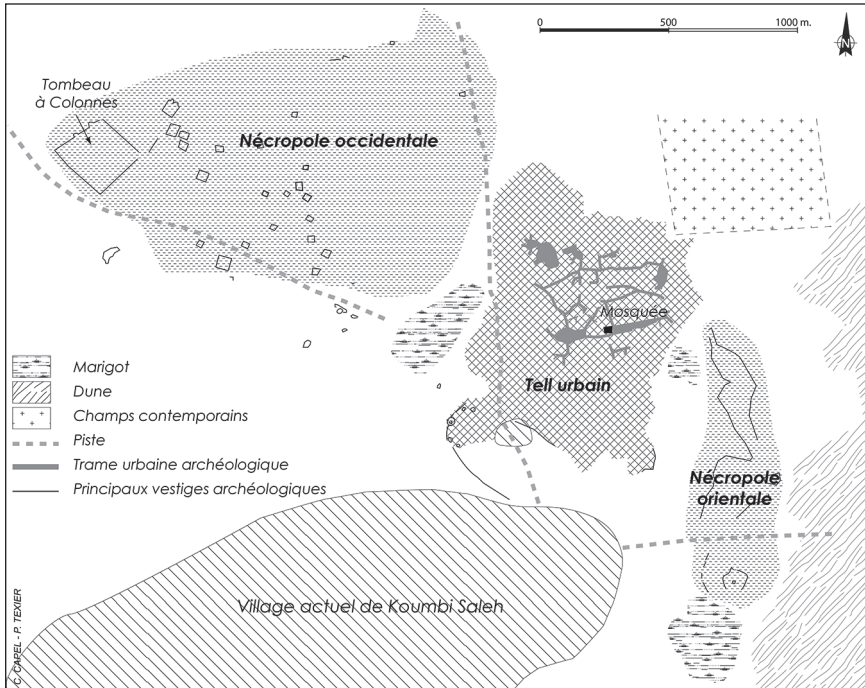 0 500 1000 m.
N
Tombeau
à Colonnes
Nécropole occidentale
Mosquée
Tell urbain
Marigot
Dune
Champs contemporains
Piste
Trame urbaine archéologique
Principaux vestiges archéologiques
Nécropole
orientale
Village actuel de Koumbi Saleh
C. CAPEL - P. TEXIER